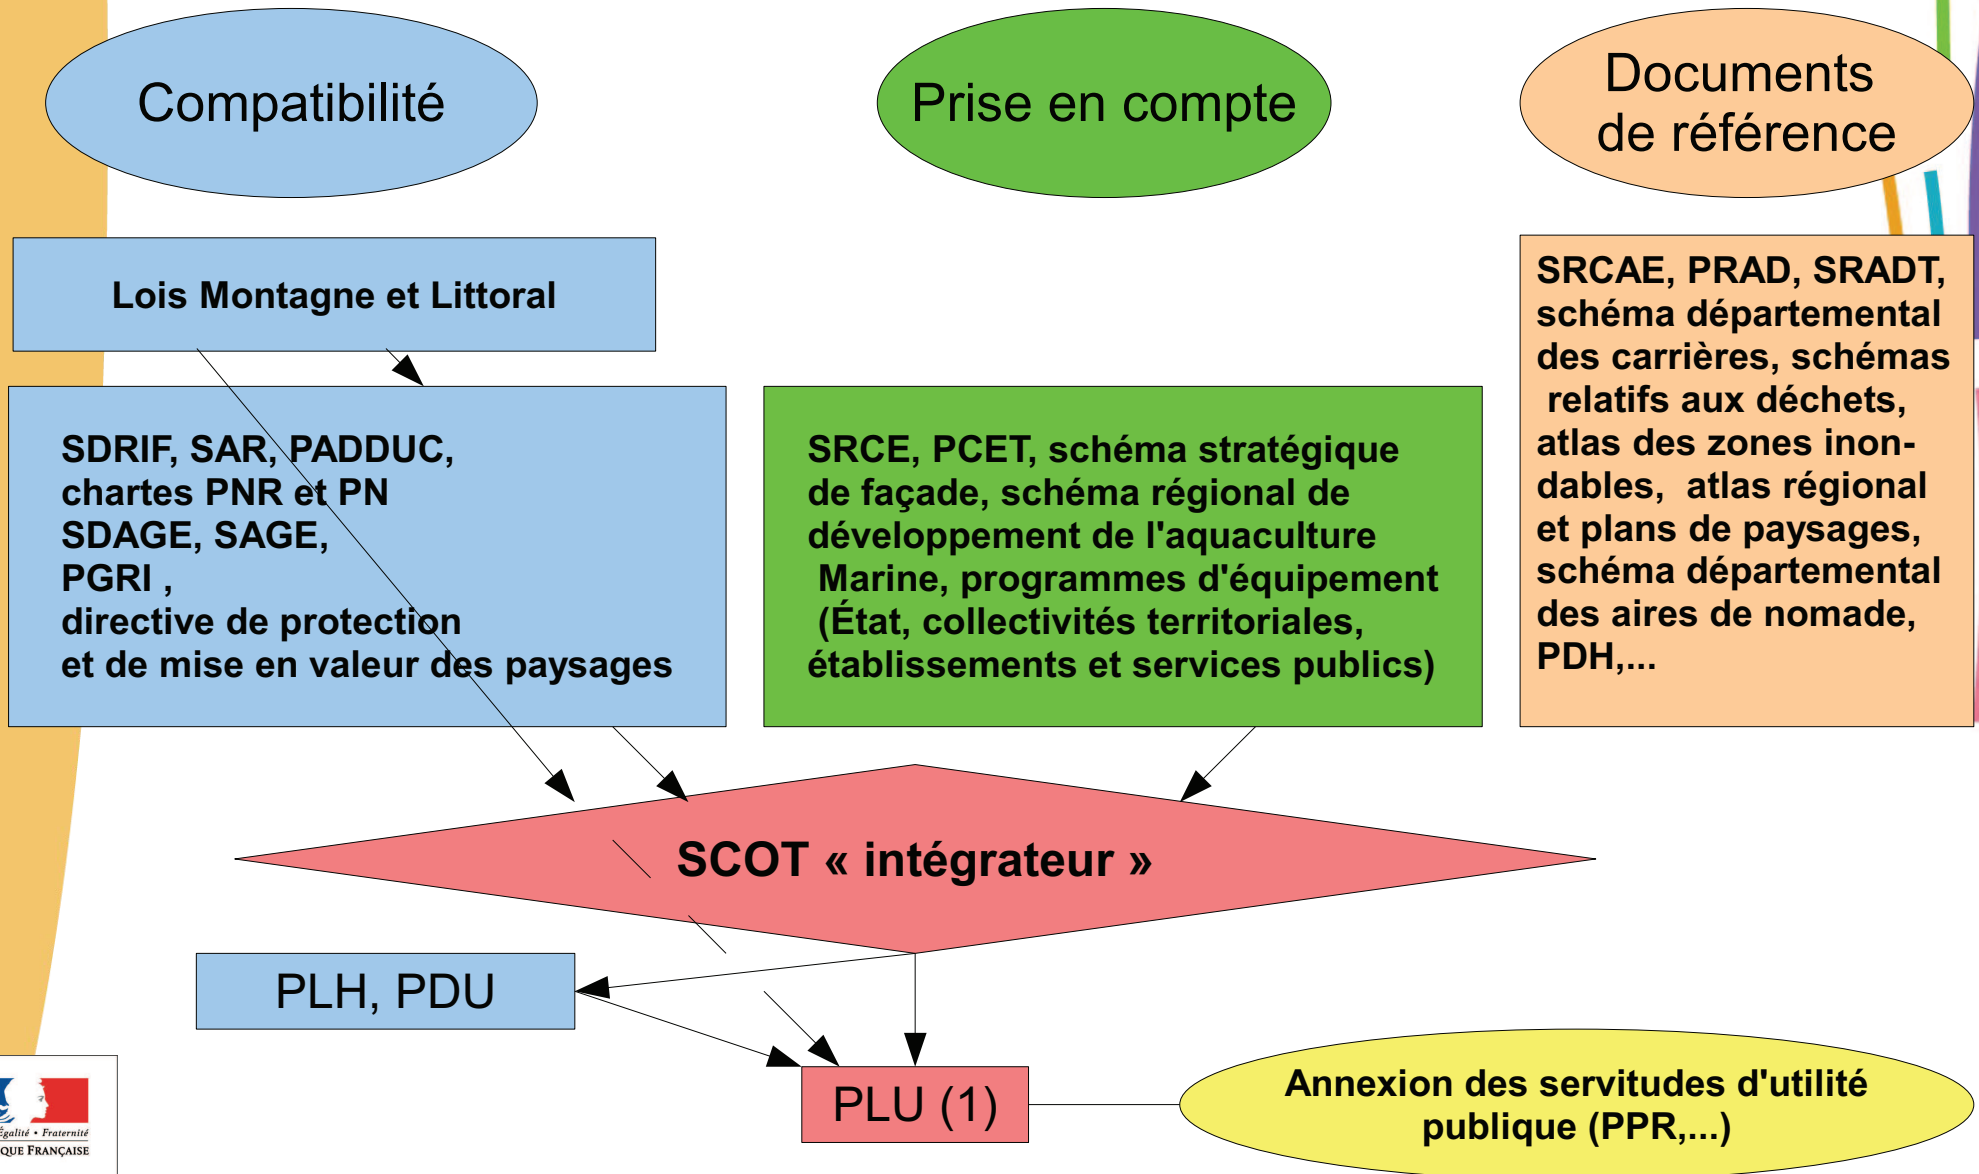 Compatibilité
Prise en compte
Documents
de référence
Lois Montagne et Littoral
SDRIF, SAR, PADDUC,
chartes PNR et PN
SDAGE, SAGE,
PGRI ,
directive de protection
et de mise en valeur des paysages
SRCE, PCET, schéma stratégique
de façade, schéma régional de
développement de l'aquaculture
Marine, programmes d'équipement
(État, collectivités territoriales,
établissements et services publics)
SRCAE, PRAD, SRADT,
schéma départemental
des carrières, schémas
relatifs aux déchets,
atlas des zones inon-
dables, atlas régional
et plans de paysages,
schéma départemental
des aires de nomade,
PDH,...
SCOT « intégrateur »
PLH, PDU
PLU (1)
Annexion des servitudes d'utilité
publique (PPR,...)
Égalité • Fraternité
QUE FRANÇAISE